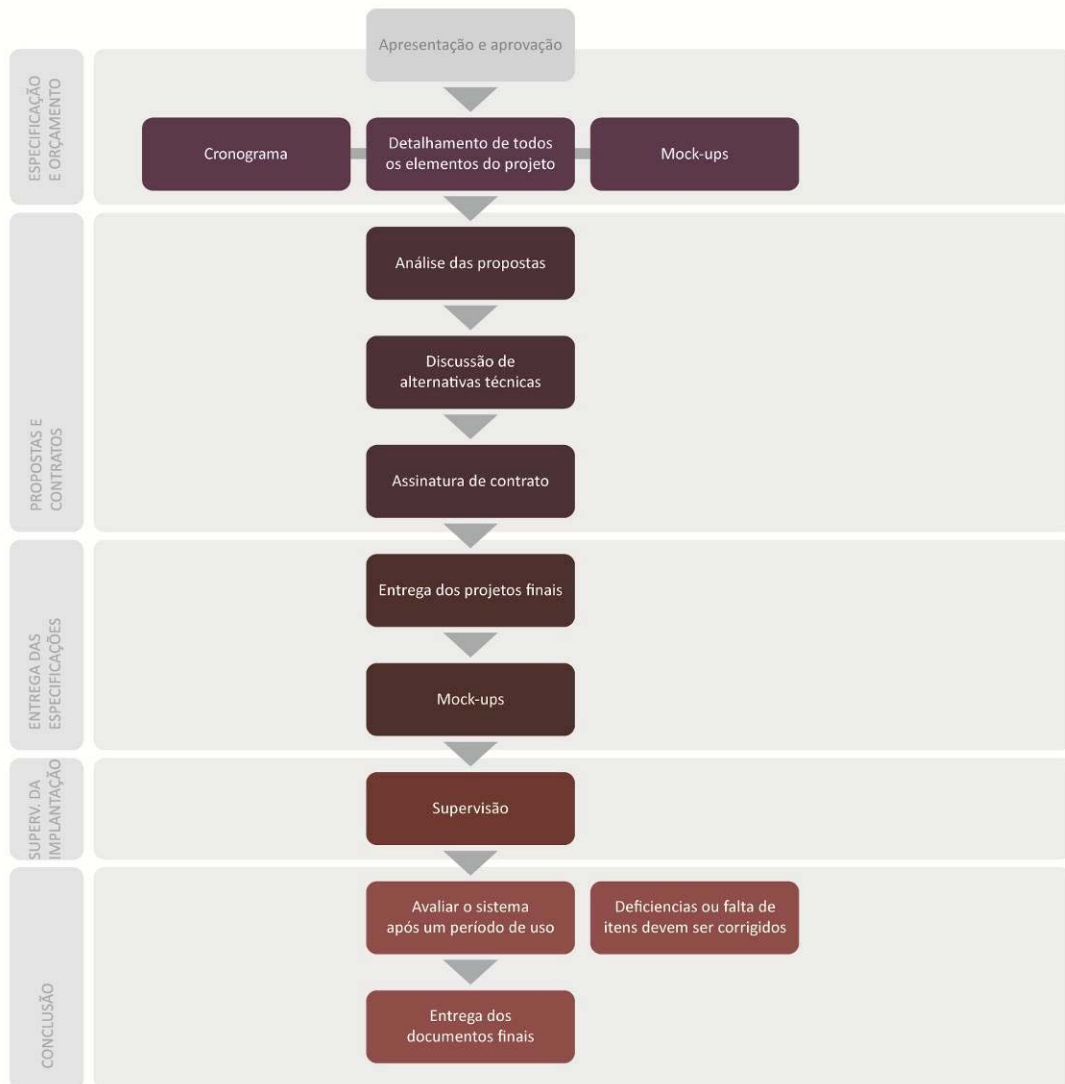 Apresentação e aprovação
ESPECIFICAÇÃO
E ORÇAMENTO
Cronograma
Detalhamento de todos
os elementos do projeto
Mock-ups
PROPOSTAS E
CONTRATOS
Análise das propostas
Discussão de
alternativas técnicas
Assinatura de contrato
ENTREGA DAS
ESPECIFICAÇÕES
Entrega dos projetos finais
Mock-ups
SUPERV. DA
IMPLANTAÇÃO
Supervisão
CONCLUSÃO
Avaliar o sistema
após um período de uso
Deficiencias ou falta de
itens devem ser corrigidos
Entrega dos
documentos finais